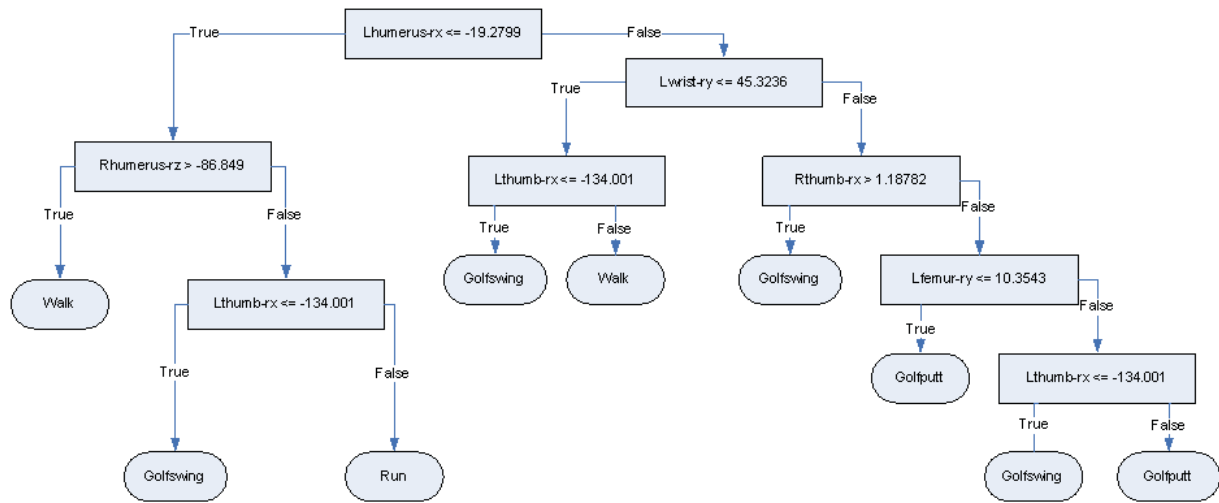 Lhumerus-rx <= -19.2799
True
False
Lwrist-ry <= 45.3236
True
False
Rhumerus-rz > -86.849
Lthumb-rx <= -134.001
Rthumb-rx > 1.18782
True
False
True
False
True
False
Walk
Golfswing
Walk
Golfswing
Lfemur-ry <= 10.3543
Lthumb-rx <= -134.001
True
False
True
False
Golfputt
Lthumb-rx <= -134.001
True
False
Golfswing
Run
Golfswing
Golfputt